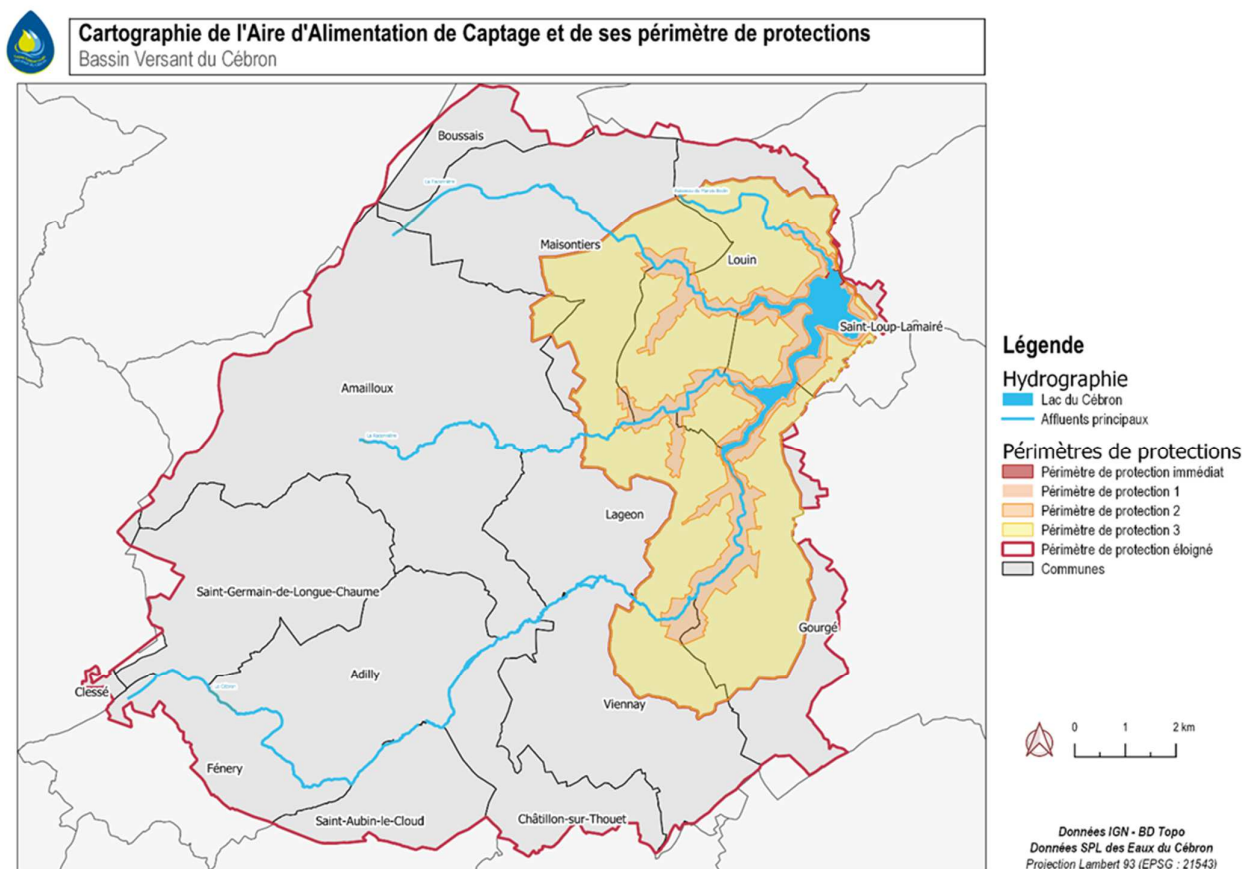 Cartographie de l'Aire d'Alimentation de Captage et de ses périmètre de protections
Bassin Versant du Cébron
Boussais
Maisontiers
Louin
Saint-Loup-Lamairé
Amailloux
Lageon
Saint-Germain-de-Longue-Chaume
Gourgé
Adilly
Clessé
Viennay
Fénery
Saint-Aubin-le-Cloud
Châtillon-sur-Thouet
Légende
Hydrographie
Lac du Cébron
Affluents principaux
Périmètres de protections
Périmètre de protection immédiat
Périmètre de protection 1
Périmètre de protection 2
Périmètre de protection 3
Périmètre de protection éloigné
Communes
0 1 2 km
Données IGN - BD Topo
Données SPL des Eaux du Cébron
Projection Lambert 93 (EPSG : 21543)